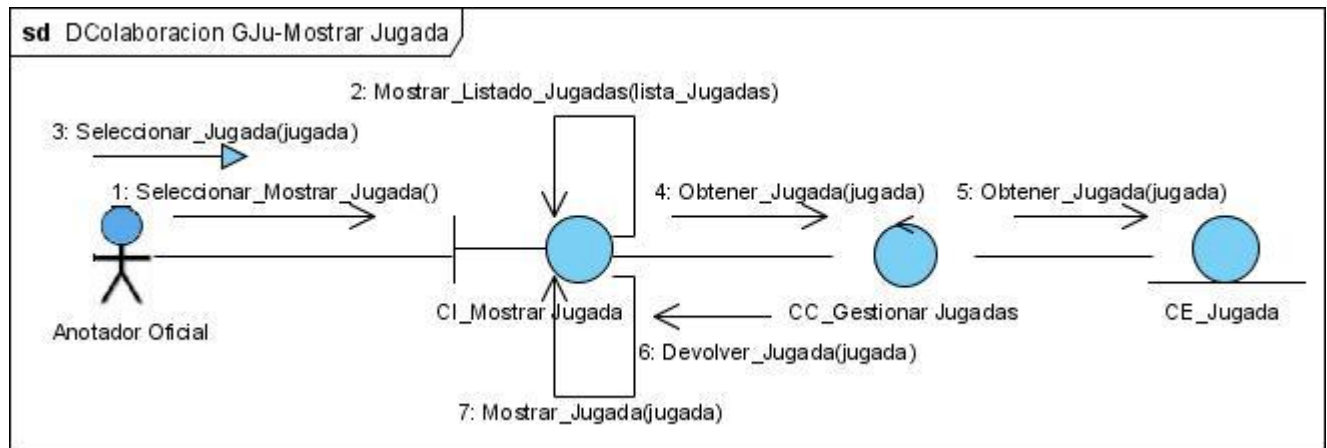 sd DColaboracion GJu-Mostrar Jugada
2: Mostrar_Listado_Jugadas(lista_Jugadas)
3: Seleccionar_Jugada(jugada)
1: Seleccionar_Mostrar_Jugada()
4: Obtener_Jugada(jugada)
5: Obtener_Jugada(jugada)
Anotador Oficial
CI_Mostrar Jugada
CC_Gestionar Jugadas
CE_Jugada
6: Devolver_Jugada(jugada)
7: Mostrar_Jugada(jugada)